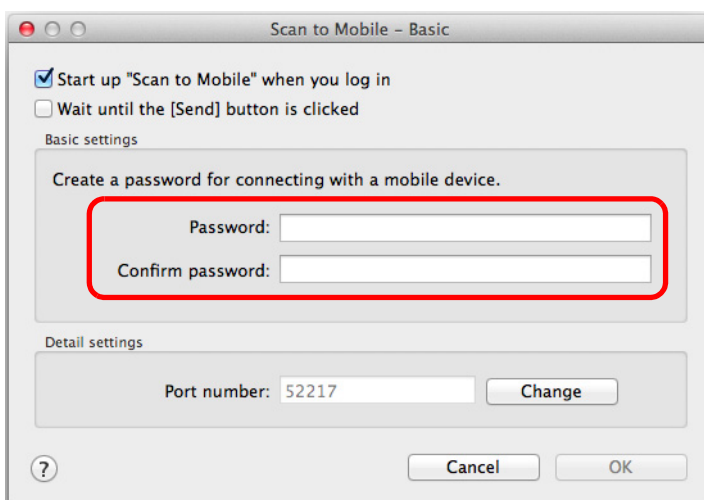 Scan to Mobile – Basic
Start up "Scan to Mobile" when you log in
Wait until the [Send] button is clicked
Basic settings
Create a password for connecting with a mobile device.
Password:
Confirm password:
Detail settings
Port number: 52217 Change
? Cancel OK